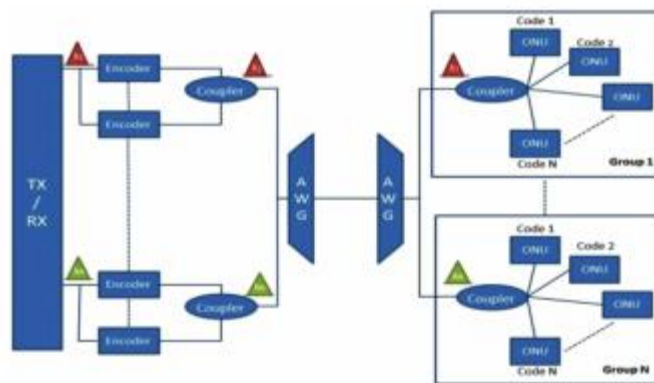 Code 1
ONU
Code 2
ONU
Encoder
Coupler
Coupler
ONU
Encoder
ONU
Code N
Group 1
TX
/
RX
A
W
G
A
W
G
Code 1
ONU
Code 2
Encoder
ONU
Coupler
Coupler
ONU
Encoder
ONU
Code N
Group N